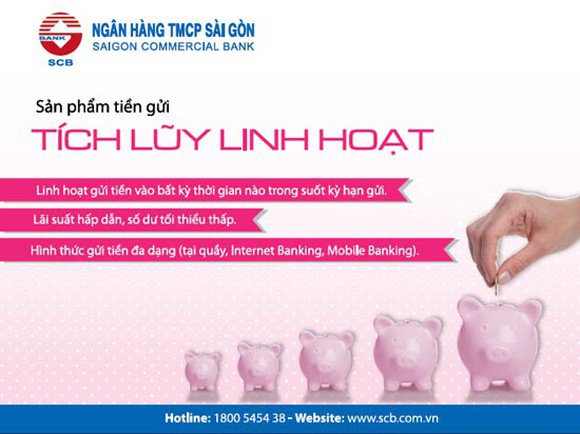 BANK
SCB
NGÂN HÀNG TMCP SÀI GÒN
SAIGON COMMERCIAL BANK
Sản phẩm tiền gửi
TÍCH LŨY LINH HOẠT
Linh hoạt gửi tiền vào bất kỳ thời gian nào trong suốt kỳ hạn gửi.
Lãi suất hấp dẫn, số dư tối thiểu thấp.
Hình thức gửi tiền đa dạng (tại quầy, Internet Banking, Mobile Banking).
Hotline: 1800 5454 38 - Website: www.scb.com.vn